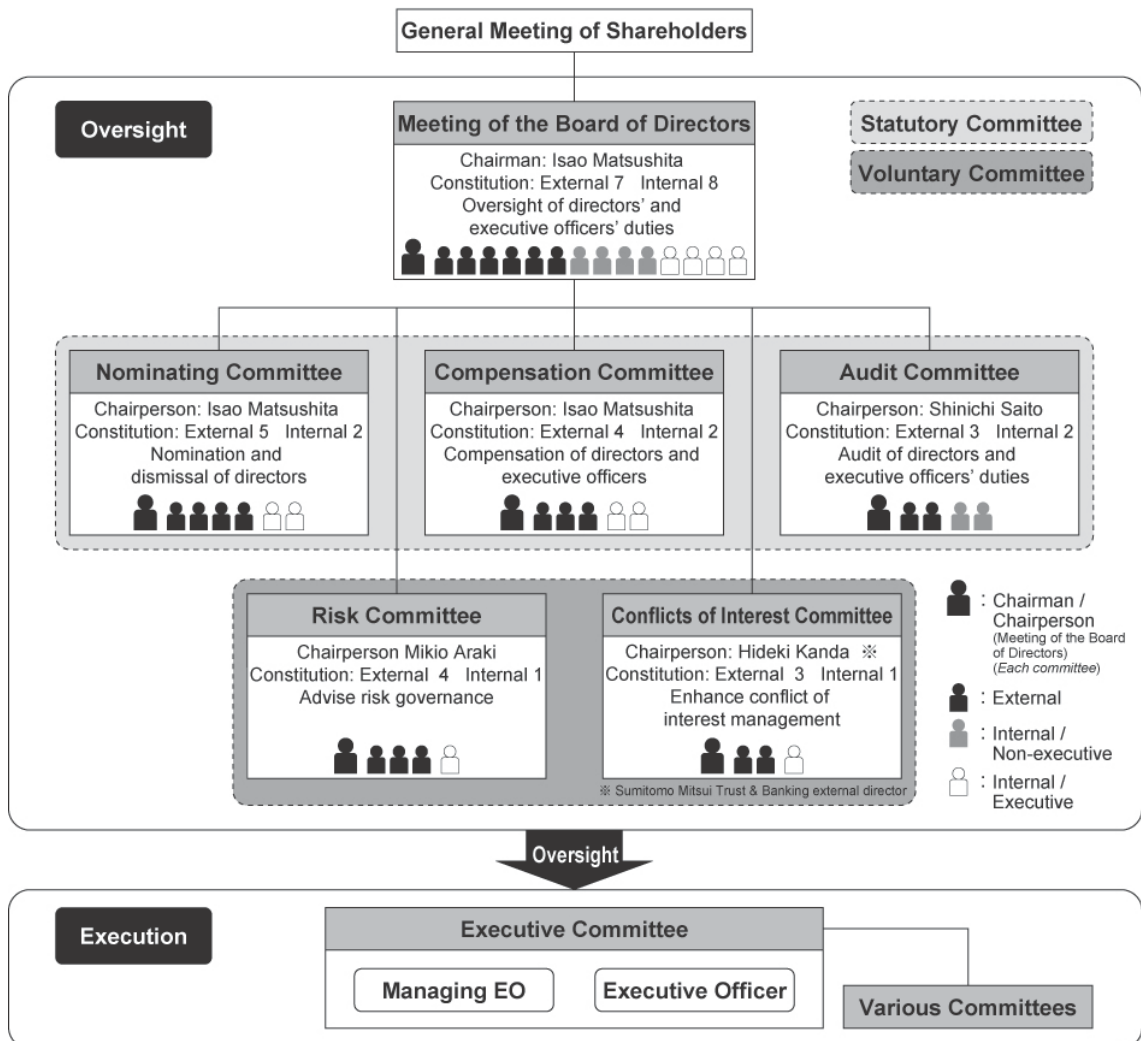 General Meeting of Shareholders
Oversight
Meeting of the Board of Directors
Chairman: Isao Matsushita
Constitution: External 7 Internal 8
Oversight of directors' and
executive officers' duties
Statutory Committee
Voluntary Committee
Nominating Committee
Chairperson: Isao Matsushita
Constitution: External 5 Internal 2
Nomination and
dismissal of directors
Compensation Committee
Chairperson: Isao Matsushita
Constitution: External 4 Internal 2
Compensation of directors and
executive officers
Audit Committee
Chairperson: Shinichi Saito
Constitution: External 3 Internal 2
Audit of directors and
executive officers' duties
Risk Committee
Chairperson Mikio Araki
Constitution: External 4 Internal 1
Advise risk governance
Conflicts of Interest Committee
Chairperson: Hideki Kanda ※
Constitution: External 3 Internal 1
Enhance conflict of
interest management
※ Sumitomo Mitsui Trust & Banking external director
: Chairman /
Chairperson
(Meeting of the Board
of Directors)
(Each committee)
: External
: Internal /
Non-executive
: Internal /
Executive
Oversight
Execution
Executive Committee
Managing EO
Executive Officer
Various Committees